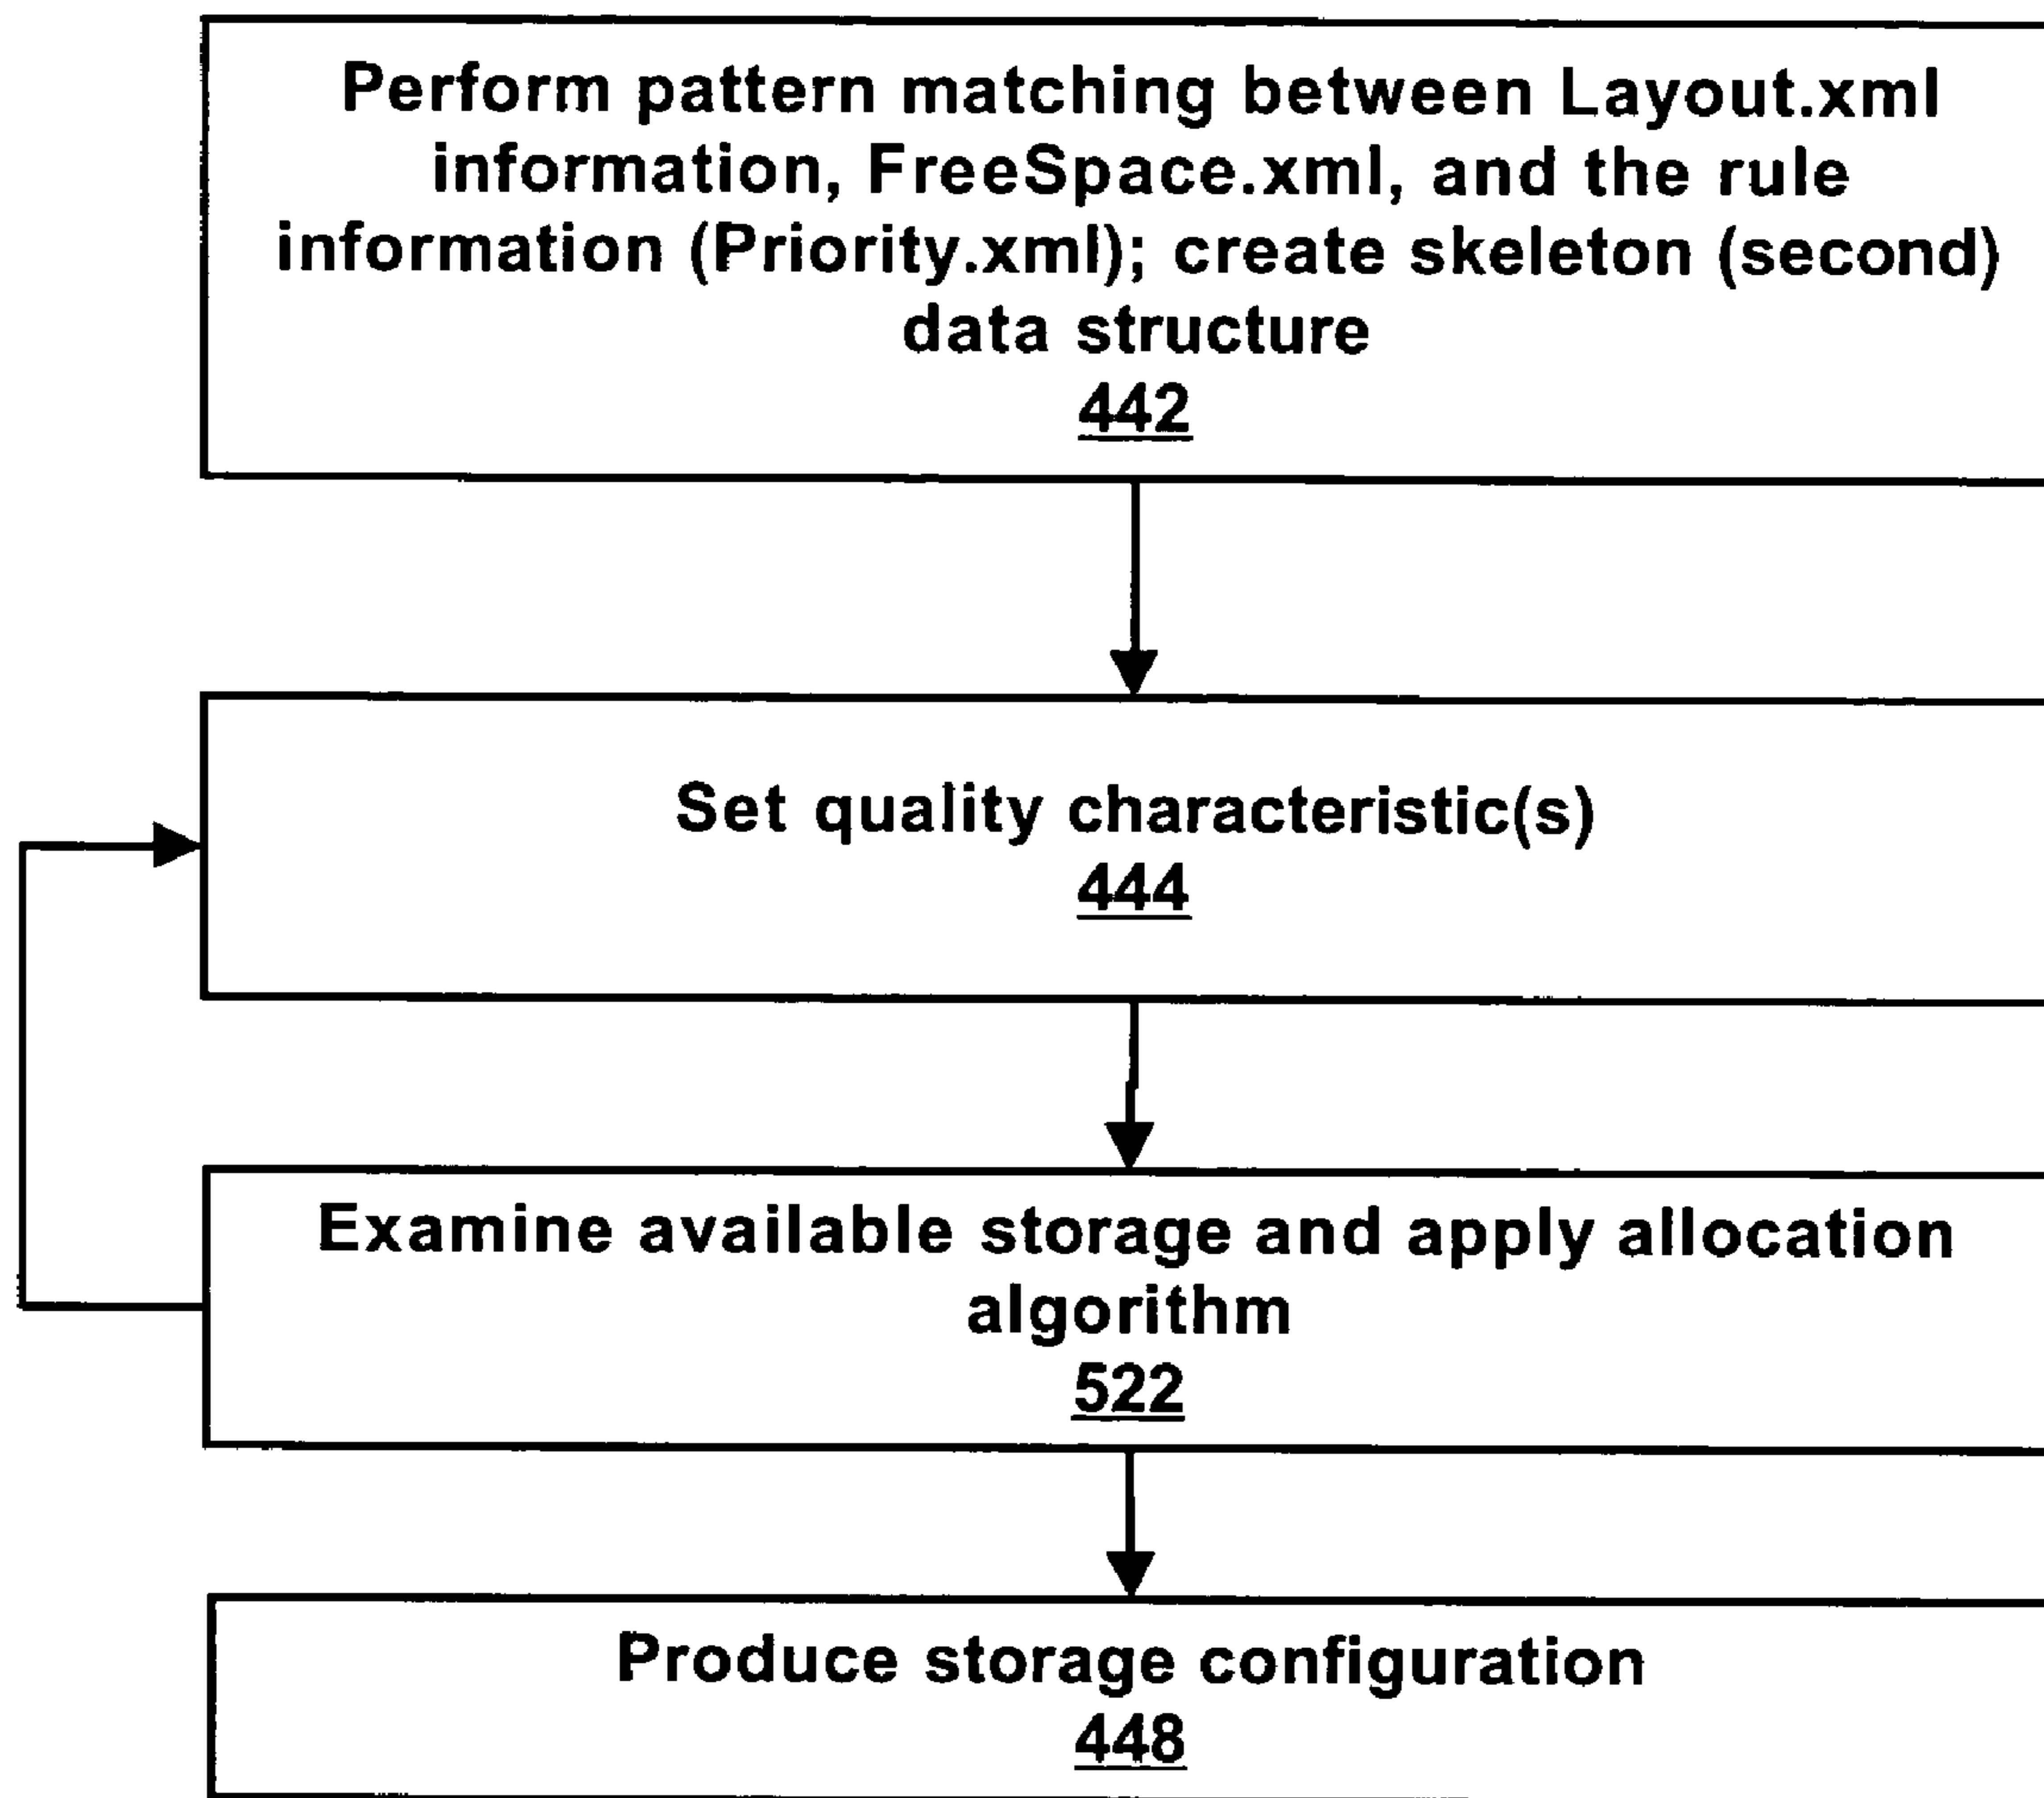 Perform pattern matching between Layout.xml
information, FreeSpace.xml, and the rule
information (Priority.xml); create skeleton (second)
data structure
442
Set quality characteristic(s)
444
Examine available storage and apply allocation
algorithm
522
Produce storage configuration
448